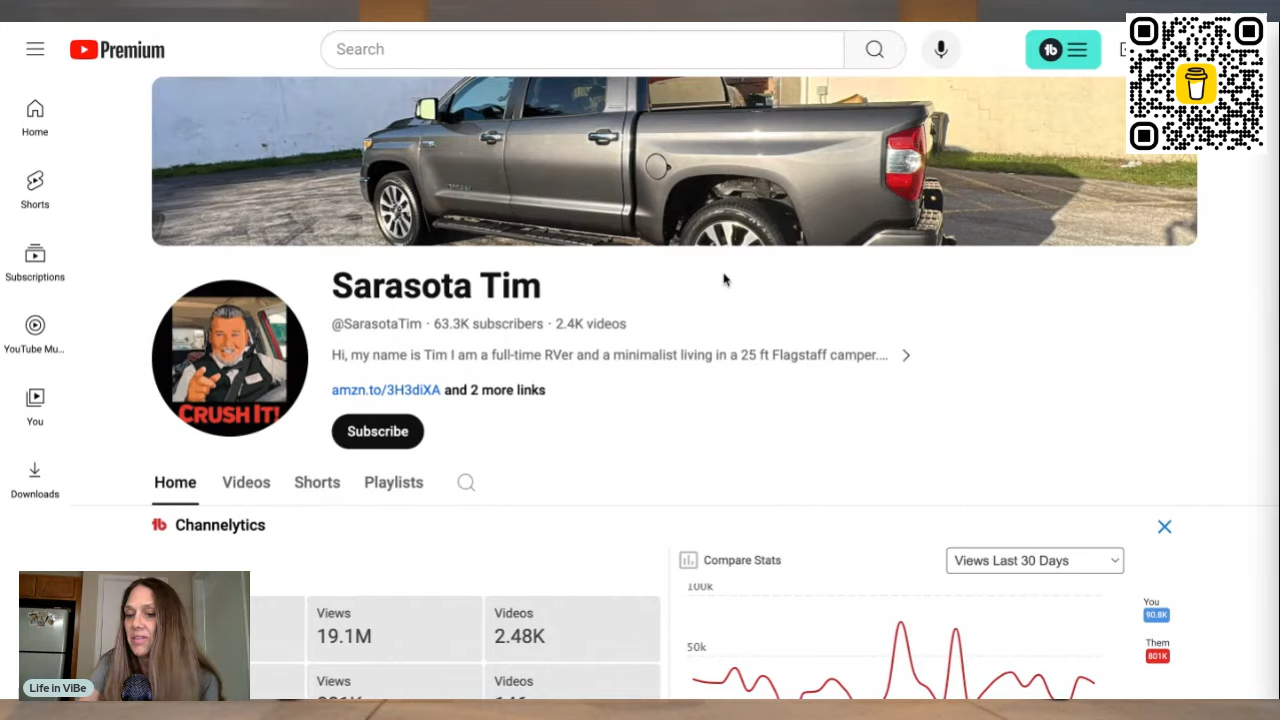 Premium
Search
Home
Shorts
Subscriptions
YouTube Mu...
You
Downloads
Sarasota Tim
@SarasotaTim · 63.3K subscribers · 2.4K videos
Hi, my name is Tim I am a full-time RVer and a minimalist living in a 25 ft Flagstaff camper....
amzn.to/3H3diXA and 2 more links
CRUSH IT!
Subscribe
Home Videos Shorts Playlists
Channelytics
Compare Stats
Views Last 30 Days
100k
50k
You
90.8K
Them
801K
Views
19.1M
Videos
2.48K
Views
Videos
Life in ViBe